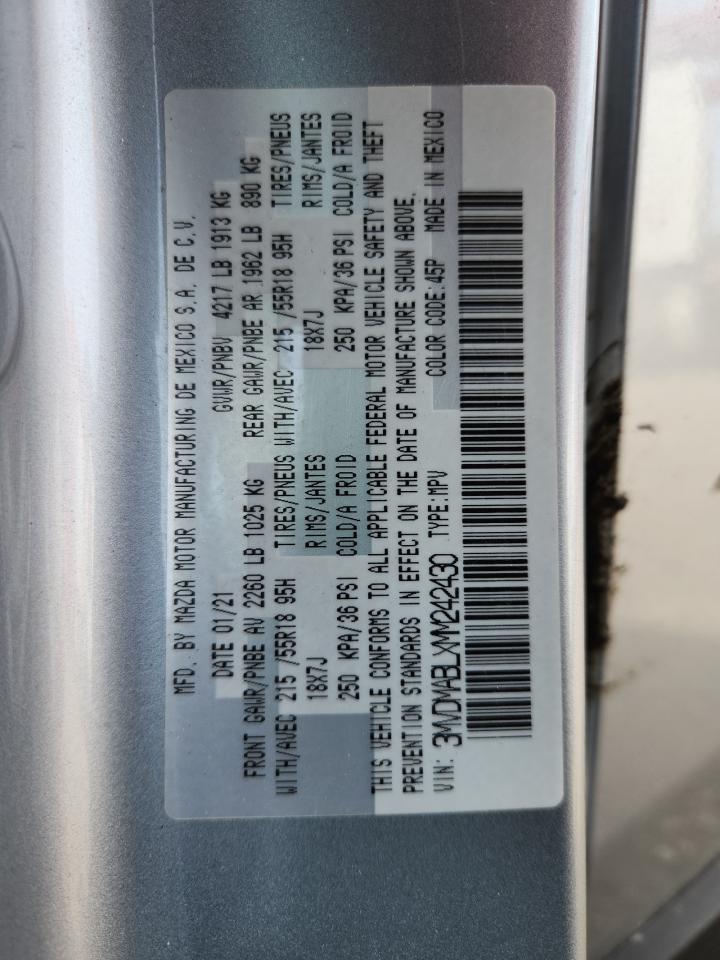 MFD. BY MAZDA MOTOR MANUFACTURING DE MEXICO S.A. DE C.V.
DATE 01/21 GVWR/PNBV 4217 LB 1913 KG
FRONT GAWR/PNBE AV 2260 LB 1025 KG REAR GAWR/PNBE AR 1962 LB 890 KG
WITH/AVEC 215 /55R18 95H TIRES/PNEUS WITH/AVEC 215 /55R18 95H TIRES/PNEUS
18X7J RIMS/JANTES 18X7J RIMS/JANTES
250 KPA/36 PSI COLD/A FROID 250 KPA/36 PSI COLD/A FROID
THIS VEHICLE CONFORMS TO ALL APPLICABLE FEDERAL MOTOR VEHICLE SAFETY AND THEFT
PREVENTION STANDARDS IN EFFECT ON THE DATE OF MANUFACTURE SHOWN ABOVE.
VIN: 3MVDMABLXMM242430 TYPE:MPV COLOR CODE:45P MADE IN MEXICO